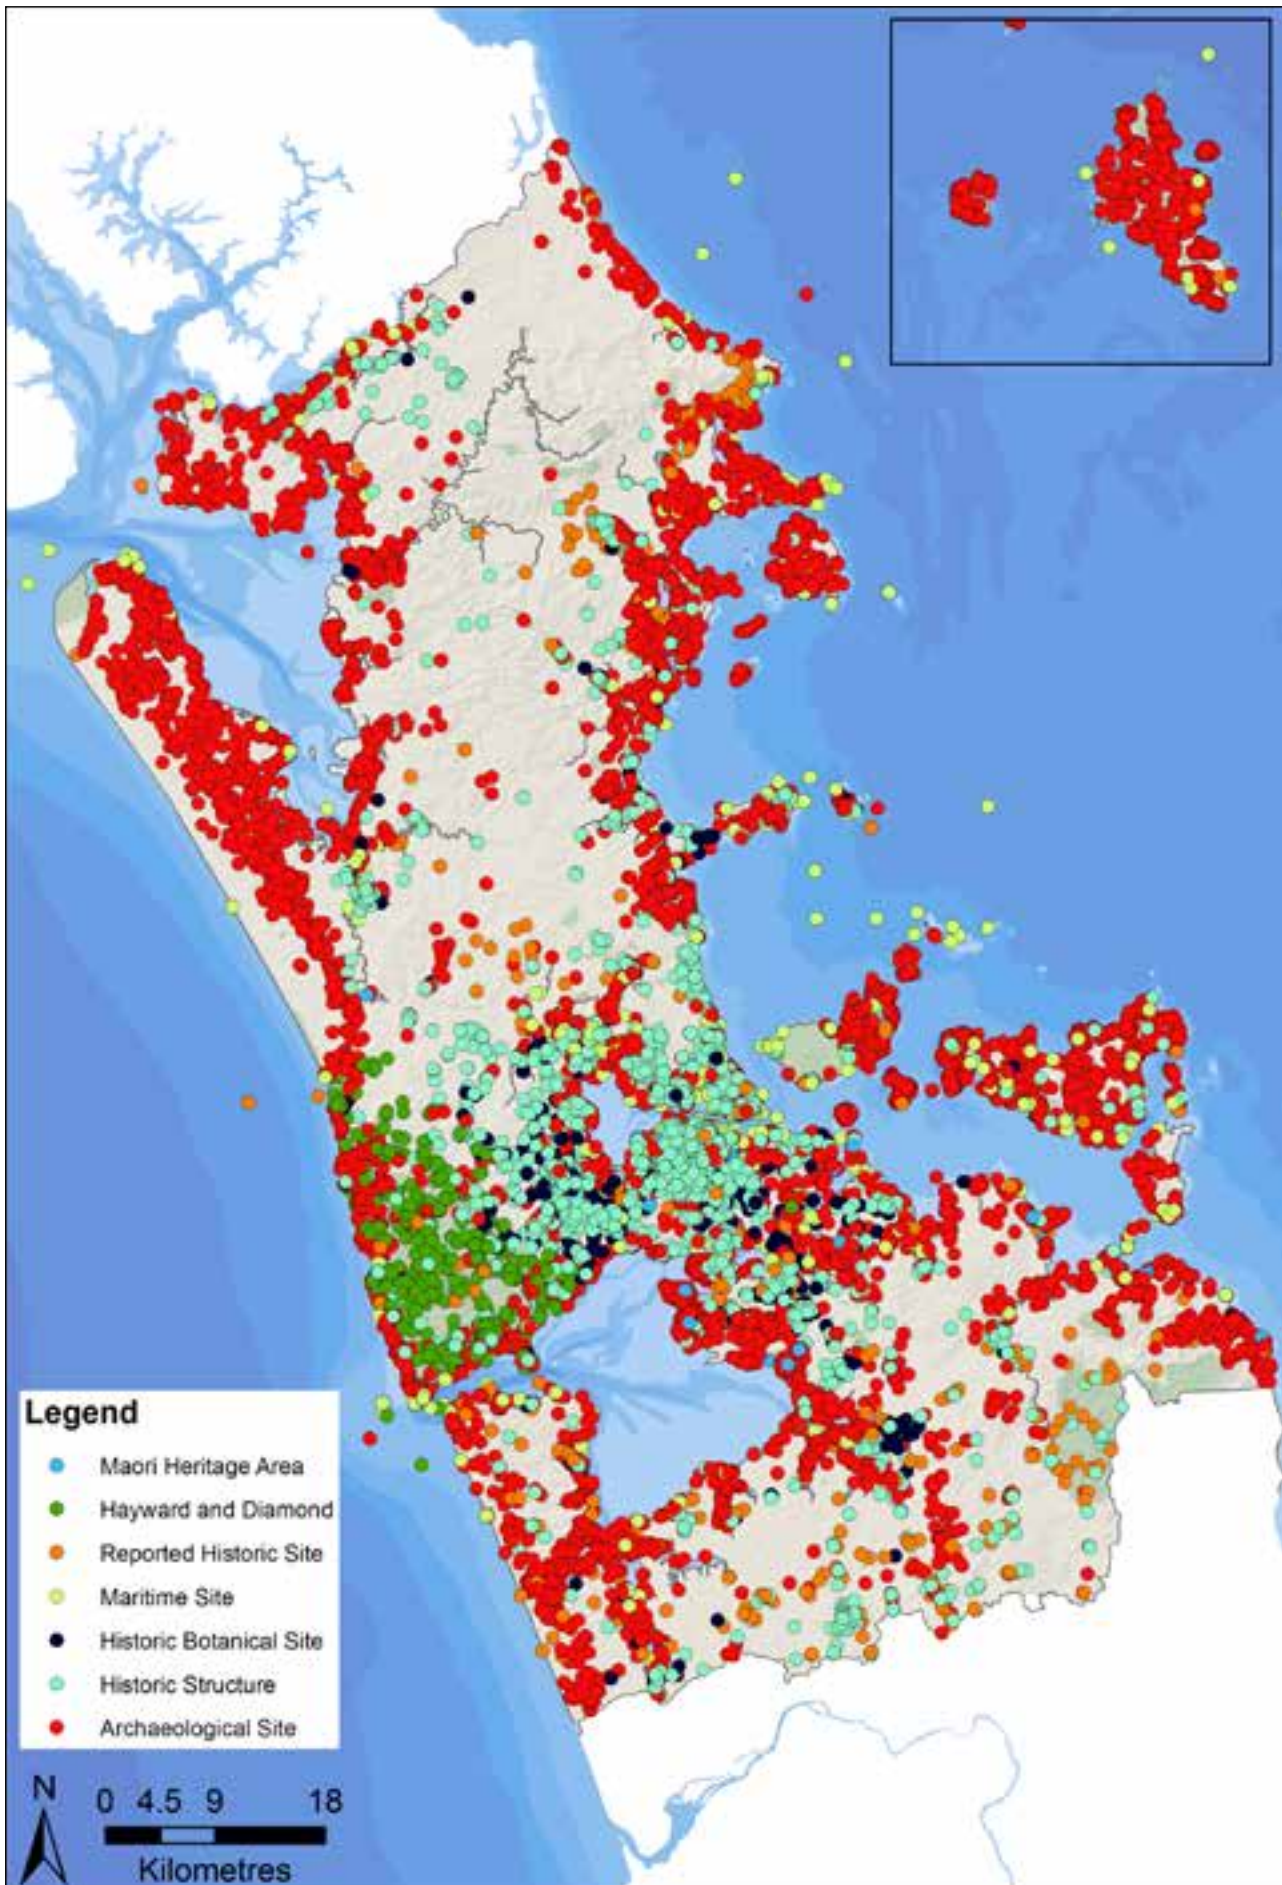 Legend
Maori Heritage Area
Hayward and Diamond
Reported Historic Site
Maritime Site
Historic Botanical Site
Historic Structure
Archaeological Site
N
0 4.5 9 18
Kilometres